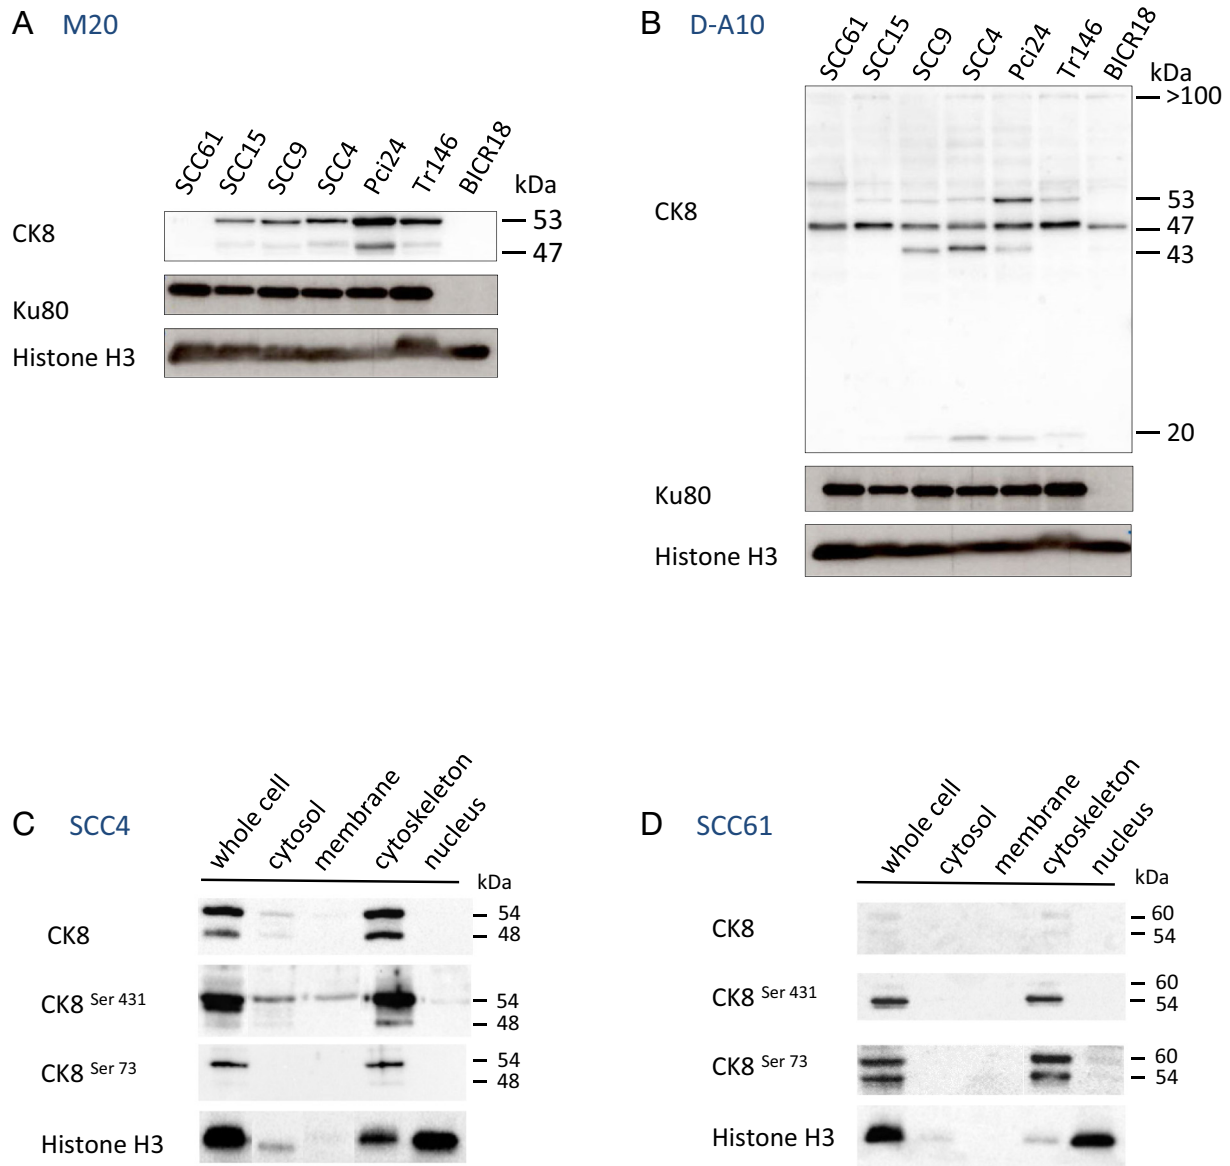 A M20
SCC61 SCC15 SCC9 SCC4 Pci24 Tr146 BICR18
kDa
CK8
53
47
Ku80
Histone H3
B D-A10
SCC61 SCC15 SCC9 SCC4 Pci24 Tr146 BICR18
kDa
>100
CK8
53
47
43
20
Ku80
Histone H3
C SCC4
whole cell cytosol membrane cytoskeleton nucleus
kDa
CK8
54
48
CK8 Ser 431
54
48
CK8 Ser 73
54
48
Histone H3
D SCC61
whole cell cytosol membrane cytoskeleton nucleus
kDa
CK8
60
54
CK8 Ser 431
60
54
CK8 Ser 73
60
54
Histone H3